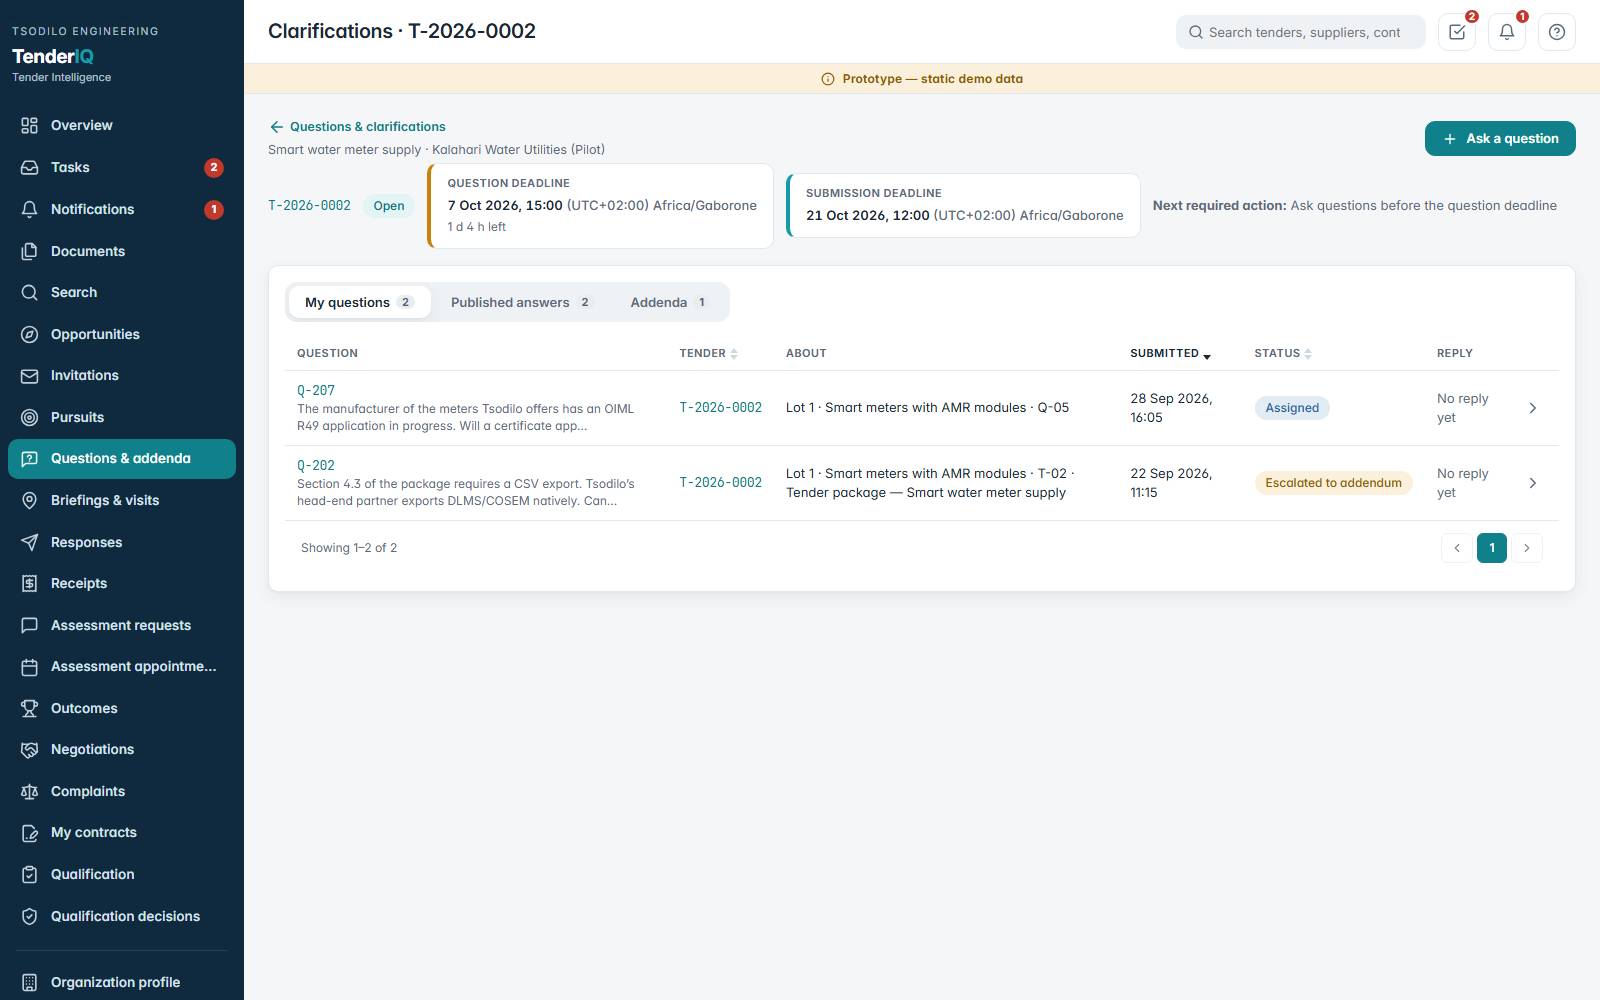 TSODILO ENGINEERING
TenderIQ
Tender Intelligence
Overview
Tasks 2
Notifications 1
Documents
Search
Opportunities
Invitations
Pursuits
Questions & addenda
Briefings & visits
Responses
Receipts
Assessment requests
Assessment appointme...
Outcomes
Negotiations
Complaints
My contracts
Qualification
Qualification decisions
Organization profile
Clarifications · T-2026-0002
Search tenders, suppliers, cont
2
1
Prototype — static demo data
Questions & clarifications
Smart water meter supply · Kalahari Water Utilities (Pilot)
Ask a question
T-2026-0002 Open
QUESTION DEADLINE
7 Oct 2026, 15:00 (UTC+02:00) Africa/Gaborone
1 d 4 h left
SUBMISSION DEADLINE
21 Oct 2026, 12:00 (UTC+02:00) Africa/Gaborone
Next required action: Ask questions before the question deadline
My questions 2 Published answers 2 Addenda 1
QUESTION TENDER ABOUT SUBMITTED STATUS REPLY
Q-207
The manufacturer of the meters Tsodilo offers has an OIML
R49 application in progress. Will a certificate app...
T-2026-0002
Lot 1 · Smart meters with AMR modules · Q-05
28 Sep 2026,
16:05
Assigned
No reply
yet
Q-202
Section 4.3 of the package requires a CSV export. Tsodilo's
head-end partner exports DLMS/COSEM natively. Can...
T-2026-0002
Lot 1 · Smart meters with AMR modules · T-02 ·
Tender package — Smart water meter supply
22 Sep 2026,
11:15
Escalated to addendum
No reply
yet
Showing 1–2 of 2
1